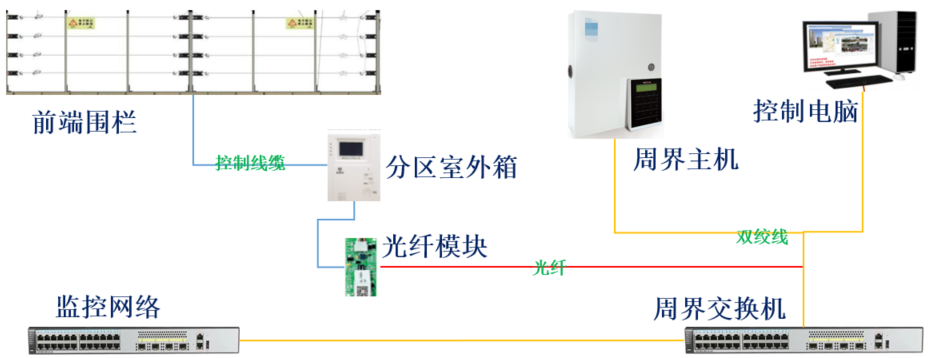 前端围栏
控制电脑
周界主机
控制线缆
分区室外箱
双绞线
光纤模块
光纤
监控网络
周界交换机